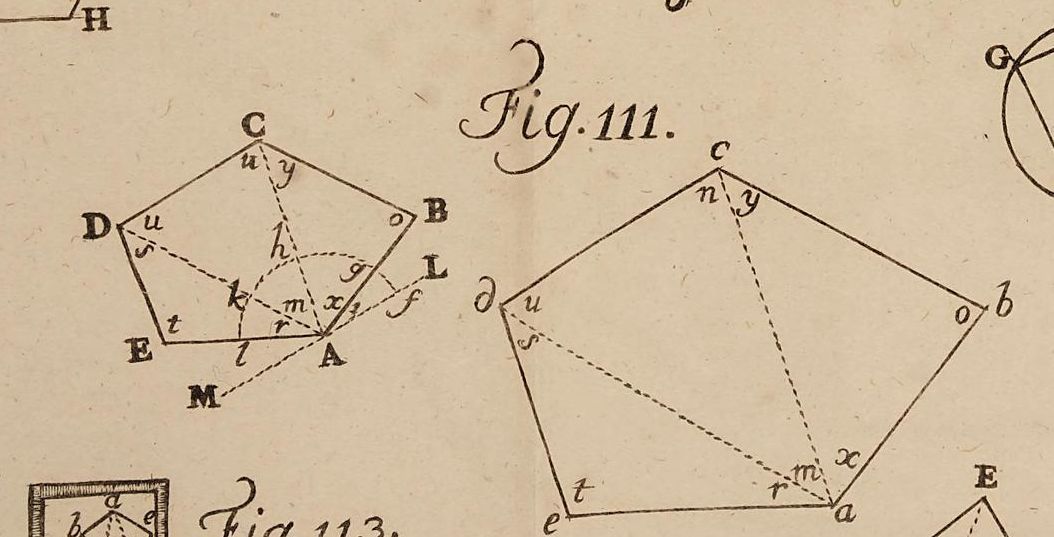 H
Fig. 111.
G
C
u y
D u
s
o B
h
g
L
k m x z f
r
t
E l A
M
c
n y
d u
s
o b
m x
r
t
e a
E
a
b e
Fig. 113.